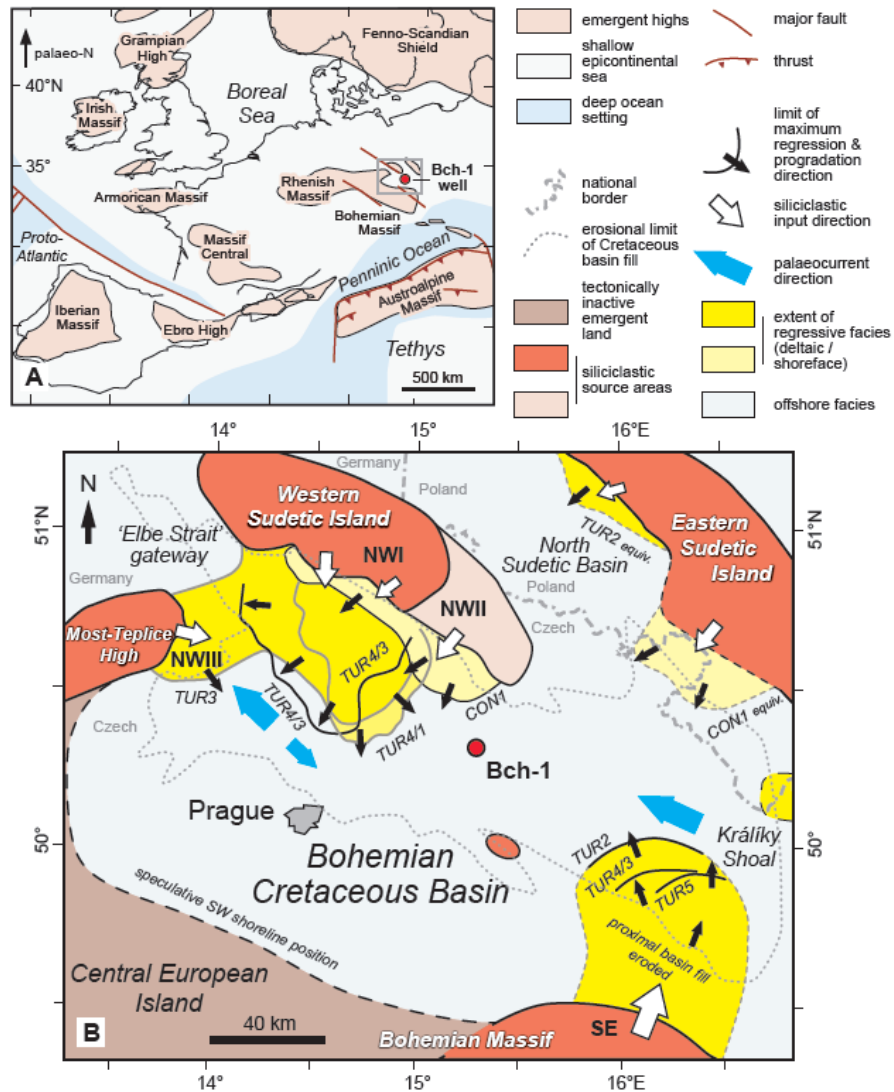 palaeo-N
40°N
35°
Grampian
High
Fenno-Scandian
Shield
Irish
Massif
Boreal
Sea
Bch-1
well
Rhenish
Massif
Armorican Massif
Bohemian
Massif
Massif
Central
Proto-
Atlantic
Penninic Ocean
Austroalpine
Massif
Iberian
Massif
Ebro High
Tethys
A
500 km
emergent highs
shallow
epicontinental
sea
deep ocean
setting
national
border
erosional limit
of Cretaceous
basin fill
tectonically
inactive
emergent
land
siliciclastic
source areas
major fault
thrust
limit of
maximum
regression &
progradation
direction
siliciclastic
input direction
palaeocurrent
direction
extent of
regressive facies
(deltaic /
shoreface)
offshore facies
14°
15°
16°E
N
51°N
51°N
50°
50°
Germany
Poland
Western
Sudetic Island
'Elbe Strait'
gateway
Germany
NWI
NWII
North
Sudetic Basin
TUR2 equiv.
Eastern
Sudetic
Island
Poland
Czech
Most-Teplice
High
NWIII
TUR3
TUR4/3
TUR4/3
TUR4/1
CON1
CON1 equiv.
Czech
Bch-1
Prague
Bohemian
Cretaceous Basin
Králíky
Shoal
TUR2
TUR4/3
TUR5
proximal basin fill
eroded
speculative SW shoreline position
Central European
Island
B
40 km
Bohemian Massif
SE
14°
15°
16°E